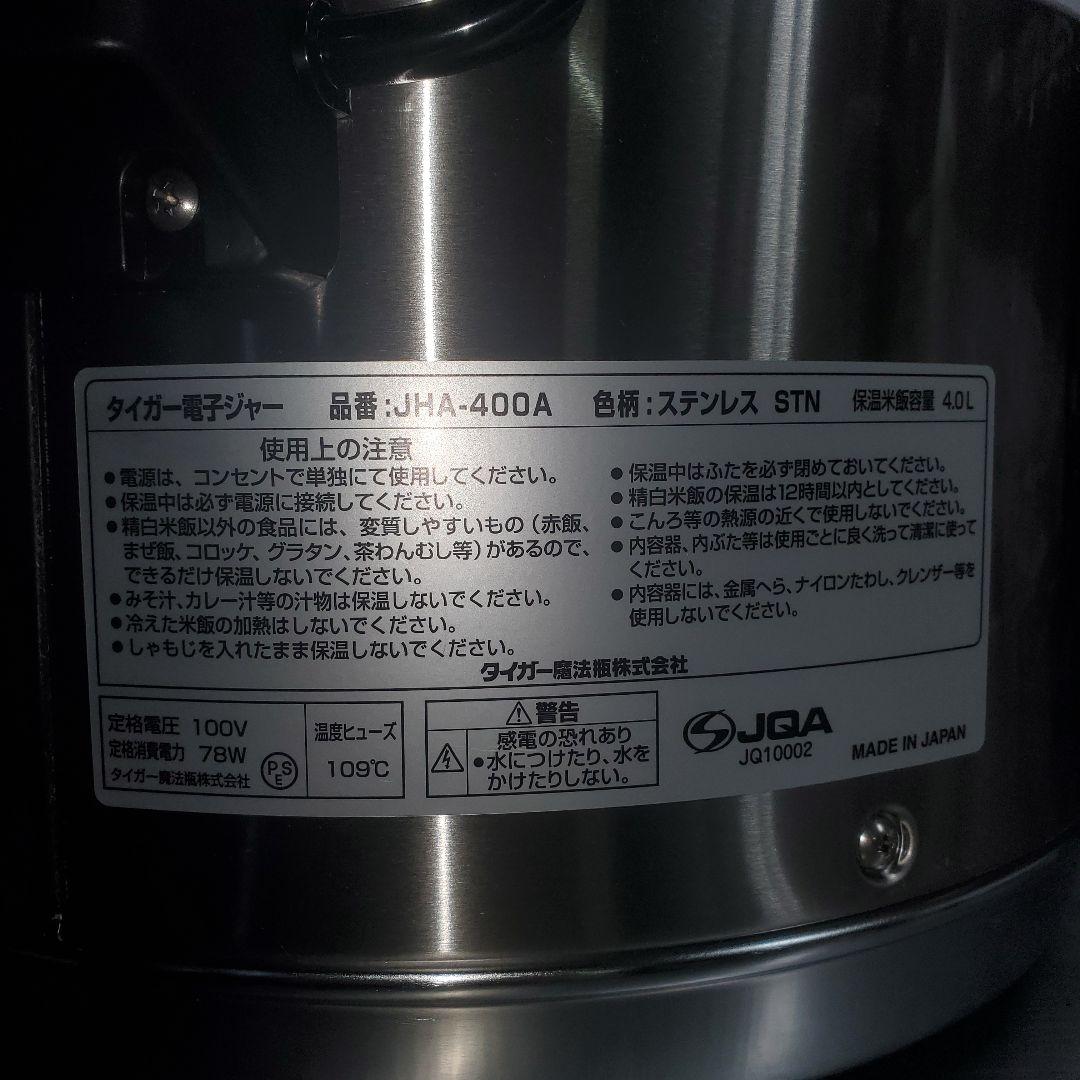 タイガー電子ジャー 品番:JHA-400A 色柄:ステンレス STN 保温米飯容量 4.0L
使用上の注意
●電源は、コンセントで単独にて使用してください。
●保温中は必ず電源に接続してください。
●精白米飯以外の食品には、変質しやすいもの(赤飯、
まぜ飯、コロッケ、グラタン、茶わんむし等)があるので、
できるだけ保温しないでください。
●みそ汁、カレー汁等の汁物は保温しないでください。
●冷えた米飯の加熱はしないでください。
●しゃもじを入れたまま保温しないでください。
●保温中はふたを必ず閉めておいてください。
●精白米飯の保温は12時間以内としてください。
●こんろ等の熱源の近くで使用しないでください。
●内容器、内ぶた等は使用ごとに良く洗って清潔に使って
ください。
●内容器には、金属へら、ナイロンたわし、クレンザー等を
使用しないでください。
タイガー魔法瓶株式会社
定格電圧 100V
定格消費電力 78W
タイガー魔法瓶株式会社
PSE
温度ヒューズ
109℃
警告
感電の恐れあり
●水につけたり、水を
かけたりしない。
JQA
JQ10002
MADE IN JAPAN